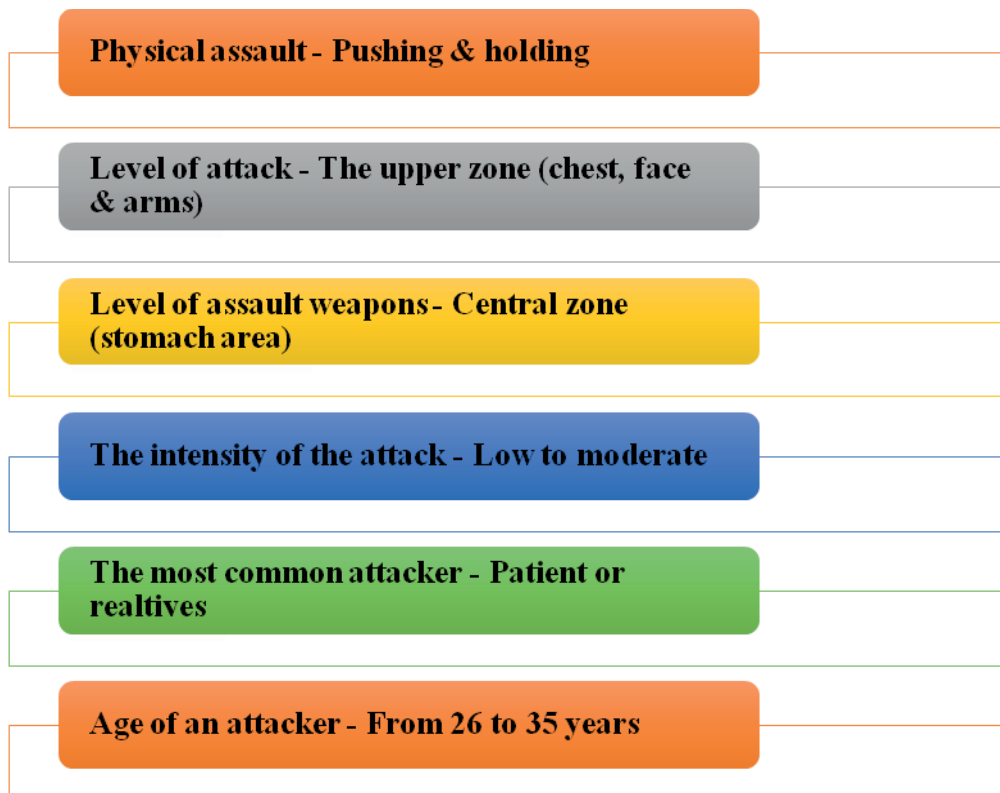 Physical assault - Pushing & holding
Level of attack - The upper zone (chest, face
& arms)
Level of assault weapons - Central zone
(stomach area)
The intensity of the attack - Low to moderate
The most common attacker - Patient or
realtives
Age of an attacker - From 26 to 35 years